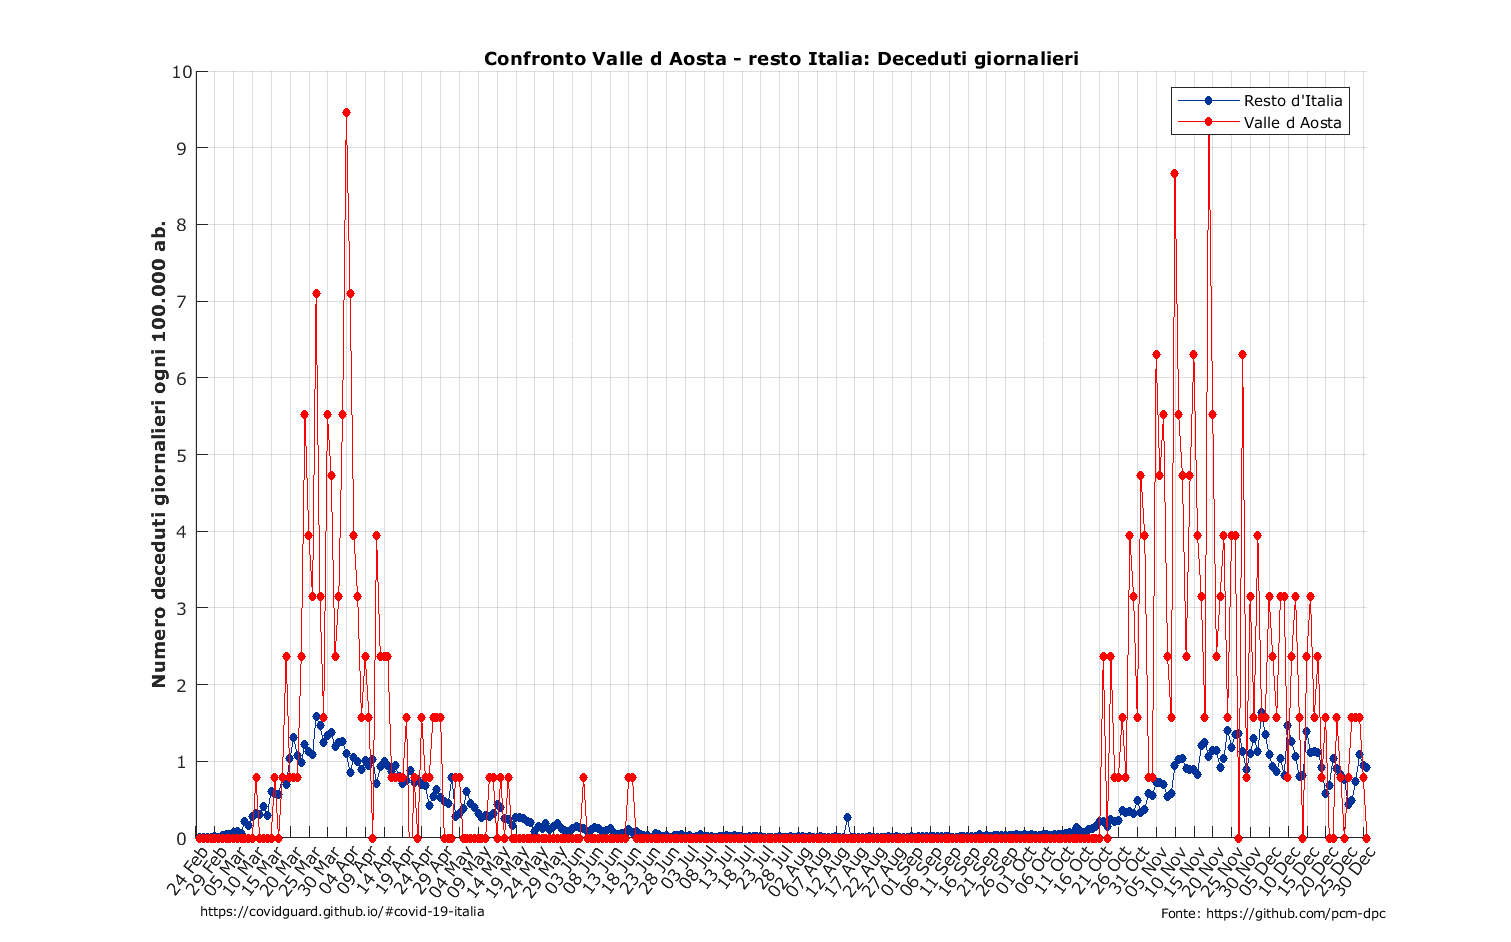 Confronto Valle d Aosta - resto Italia: Deceduti giornalieri
Resto d'Italia
Valle d Aosta
Numero deceduti giornalieri ogni 100.000 ab.
10
9
8
7
6
5
4
3
2
1
0
24 Feb
29 Feb
05 Mar
10 Mar
15 Mar
20 Mar
25 Mar
30 Mar
04 Apr
09 Apr
14 Apr
19 Apr
24 Apr
29 Apr
04 May
09 May
14 May
19 May
24 May
29 May
03 Jun
08 Jun
13 Jun
18 Jun
23 Jun
28 Jun
03 Jul
08 Jul
13 Jul
18 Jul
23 Jul
28 Jul
02 Aug
07 Aug
12 Aug
17 Aug
22 Aug
27 Aug
01 Sep
06 Sep
11 Sep
16 Sep
21 Sep
26 Sep
01 Oct
06 Oct
11 Oct
16 Oct
21 Oct
26 Oct
31 Oct
05 Nov
10 Nov
15 Nov
20 Nov
25 Nov
30 Nov
05 Dec
10 Dec
15 Dec
20 Dec
25 Dec
30 Dec
https://covidguard.github.io/#covid-19-italia
Fonte: https://github.com/pcm-dpc